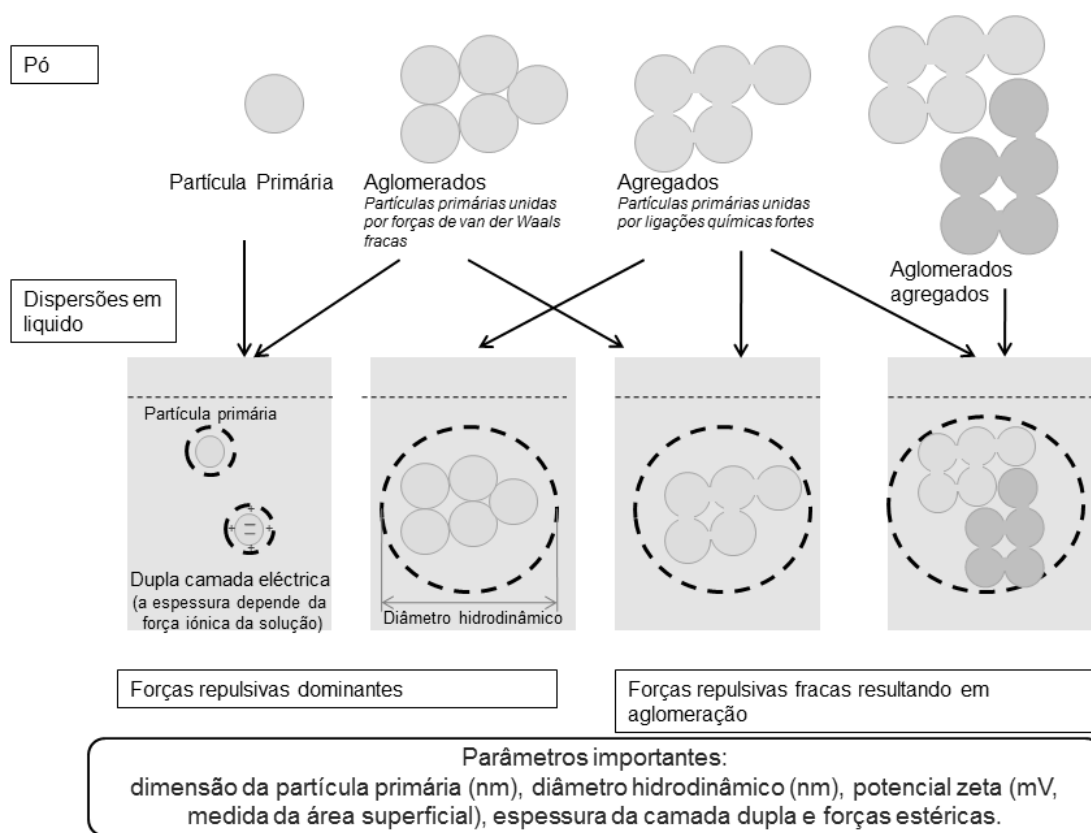 Pó
Partícula Primária
Aglomerados
Partículas primárias unidas
por forças de van der Waals
fracas
Agregados
Partículas primárias unidas
por ligações químicas fortes
Aglomerados
agregados
Dispersões em
liquido
Partícula primária
Dupla camada eléctrica
(a espessura depende da
força iónica da solução)
Diâmetro hidrodinâmico
Forças repulsivas dominantes
Forças repulsivas fracas resultando em
aglomeração
Parâmetros importantes:
dimensão da partícula primária (nm), diâmetro hidrodinâmico (nm), potencial zeta (mV,
medida da área superficial), espessura da camada dupla e forças estéricas.